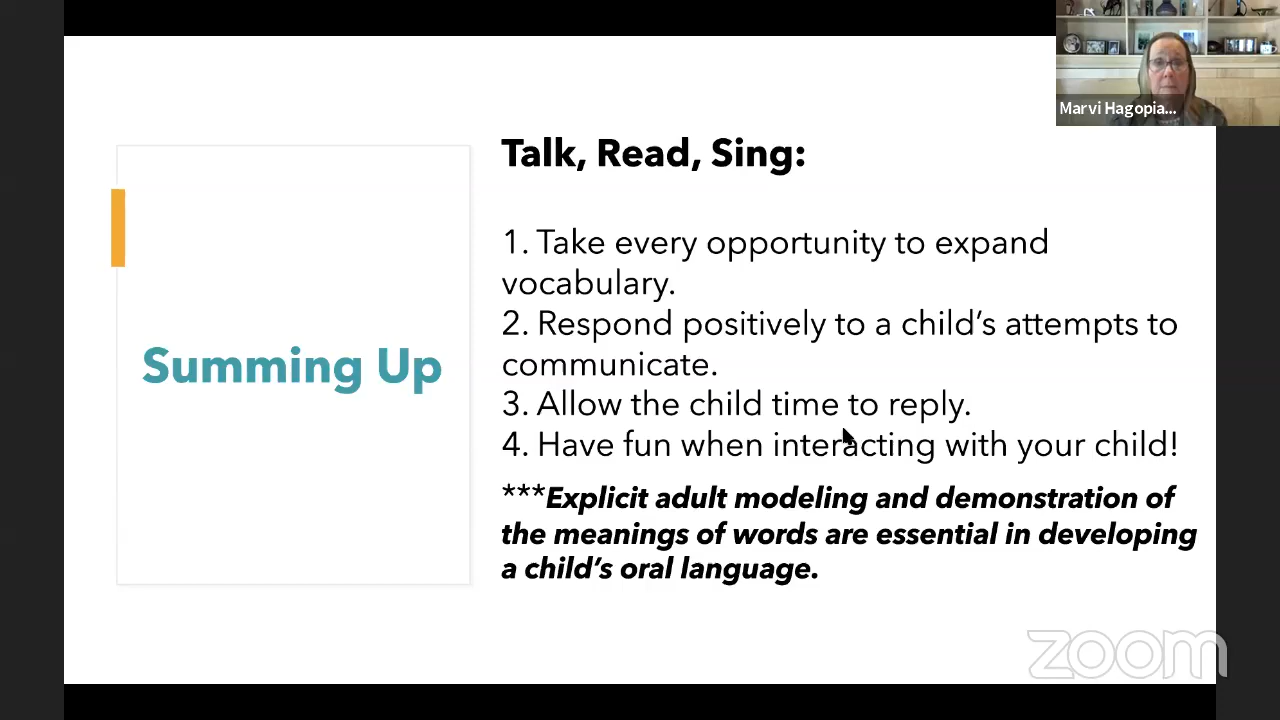 Marvi Hagopia...
Talk, Read, Sing:
1. Take every opportunity to expand
vocabulary.
2. Respond positively to a child's attempts to
communicate.
3. Allow the child time to reply.
4. Have fun when interacting with your child!
***Explicit adult modeling and demonstration of
the meanings of words are essential in developing
a child's oral language.
Summing Up
zoom